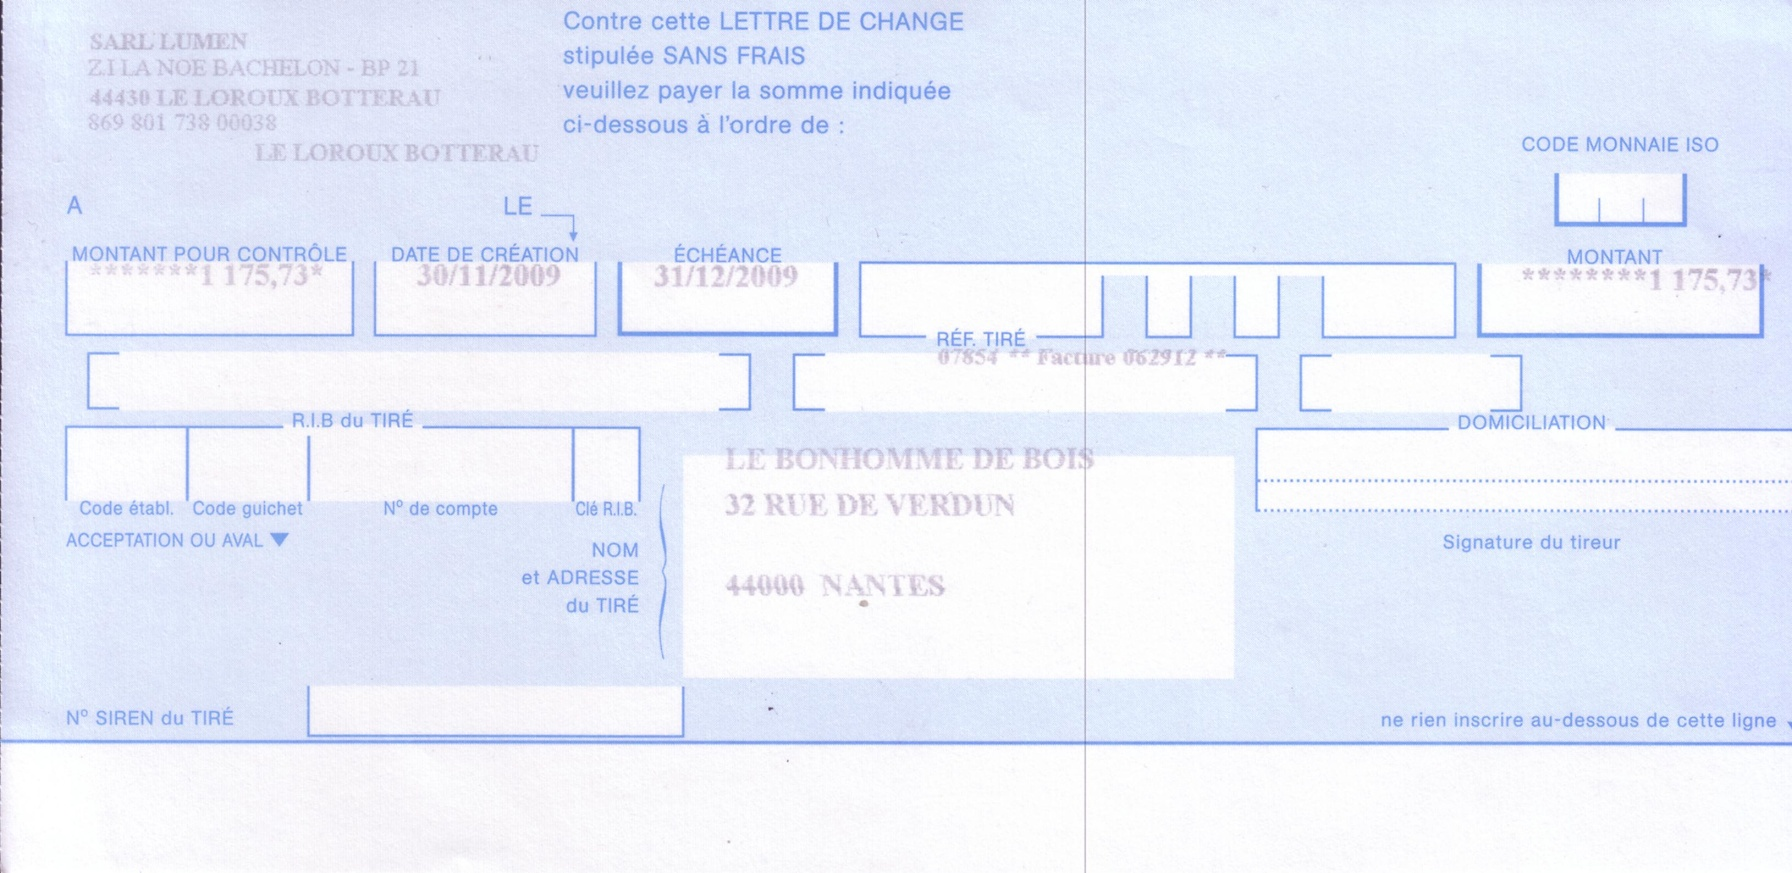 SARL LUMEN
Z.I LA NOE BACHELON - BP 21
44430 LE LOROUX BOTTERAU
869 801 738 00038
LE LOROUX BOTTERAU
Contre cette LETTRE DE CHANGE
stipulée SANS FRAIS
veuillez payer la somme indiquée
ci-dessous à l'ordre de :
CODE MONNAIE ISO
A
LE
MONTANT POUR CONTRÔLE
*******1 175,73*
DATE DE CRÉATION
30/11/2009
ÉCHÉANCE
31/12/2009
MONTANT
********1 175,73*
RÉF. TIRÉ
07854 ** Facture 062912 **
R.I.B du TIRÉ
DOMICILIATION
Code établ. Code guichet N° de compte Clé R.I.B.
ACCEPTATION OU AVAL
NOM
et ADRESSE
du TIRÉ
LE BONHOMME DE BOIS
32 RUE DE VERDUN
44000 NANTES
Signature du tireur
N° SIREN du TIRÉ
ne rien inscrire au-dessous de cette ligne